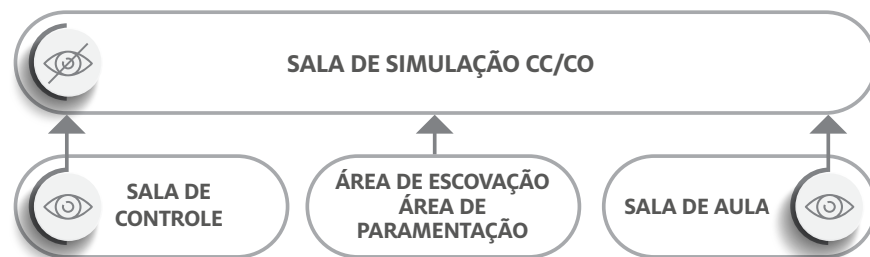 SALA DE SIMULAÇÃO CC/CO
SALA DE
CONTROLE
ÁREA DE ESCOVAÇÃO
ÁREA DE
PARAMENTAÇÃO
SALA DE AULA